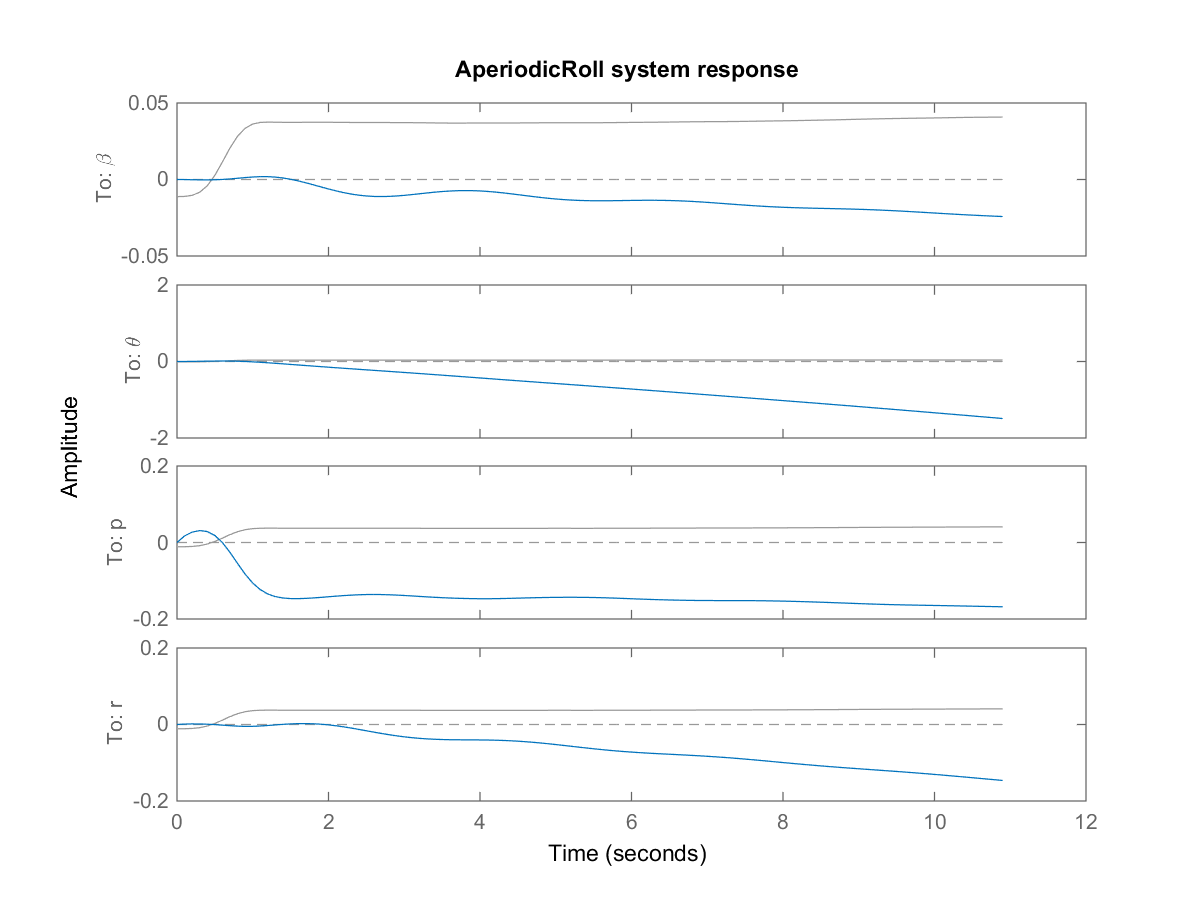 AperiodicRoll system response
0.05
To: β
0
-0.05
2
To: θ
0
-2
Amplitude
0.2
To: p
0
-0.2
0.2
To: r
0
-0.2
0 2 4 6 8 10 12
Time (seconds)